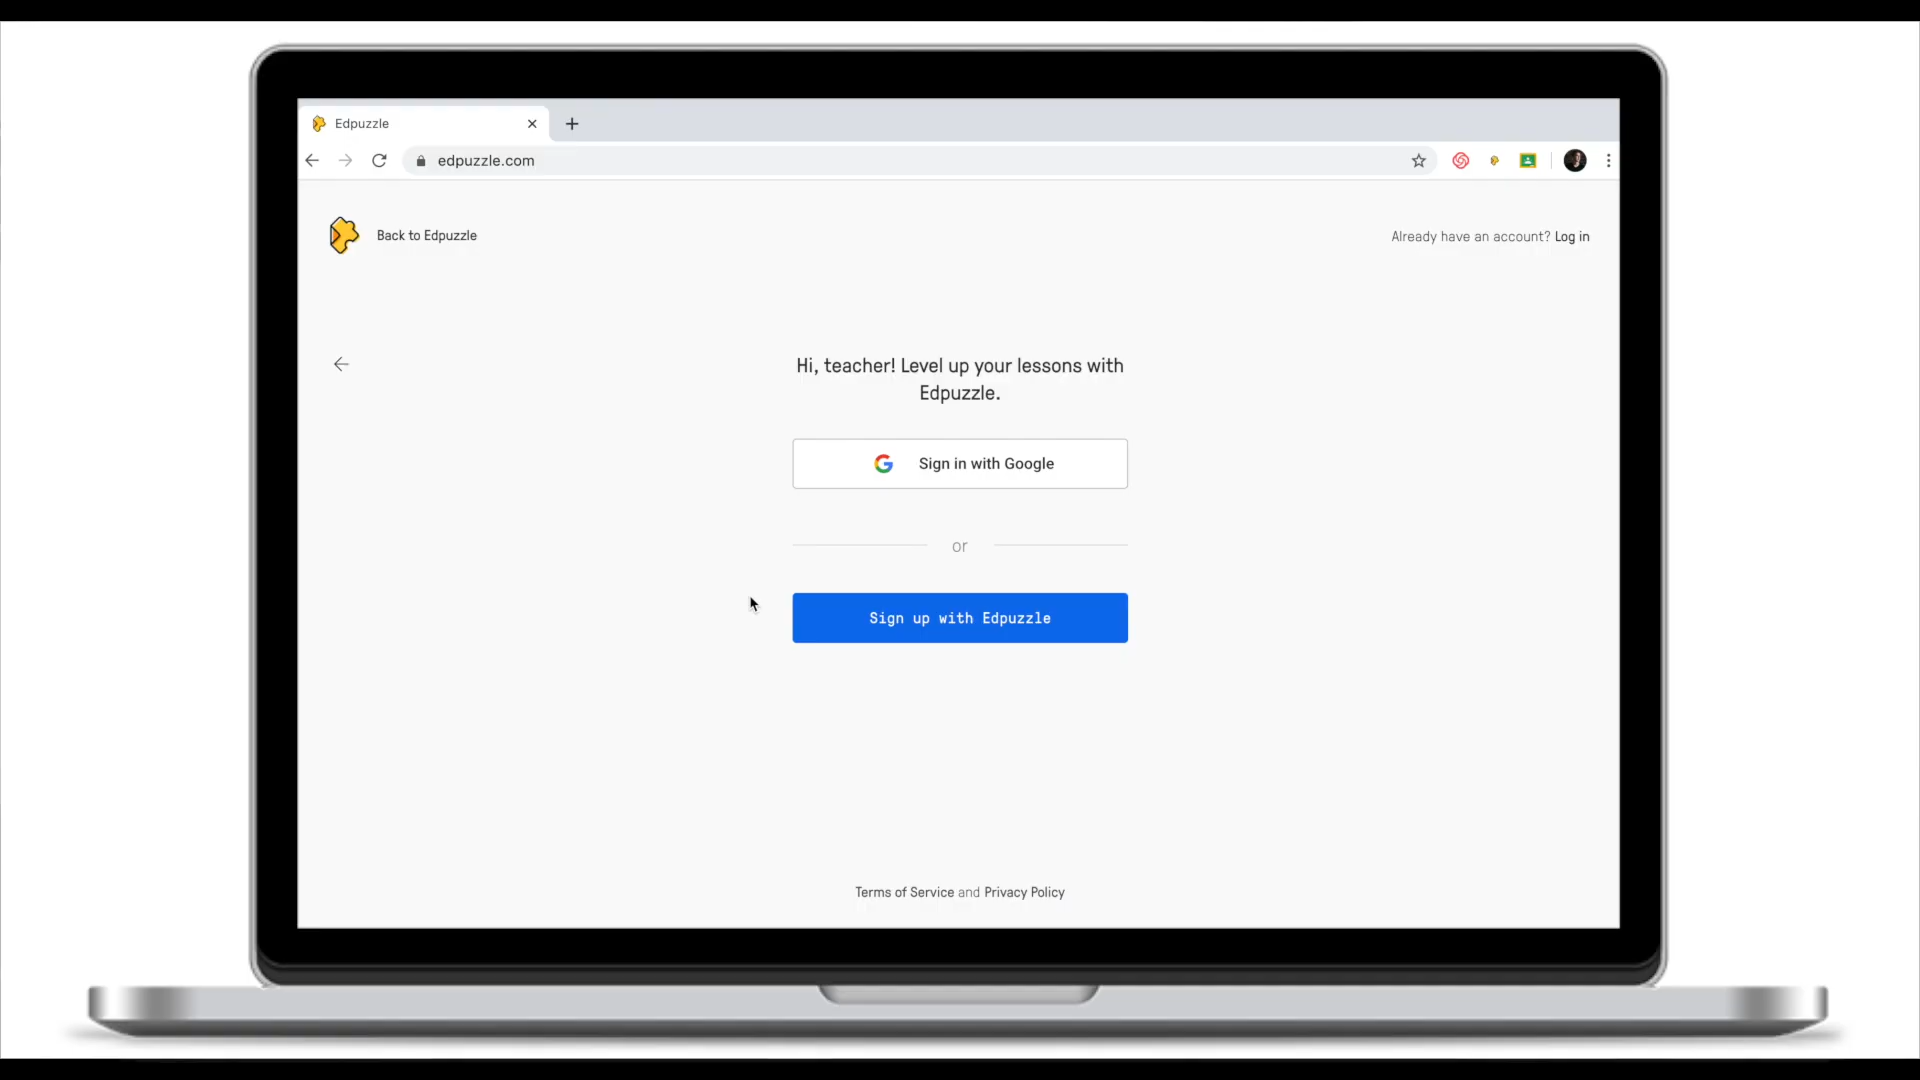 Edpuzzle
edpuzzle.com
Back to Edpuzzle
Already have an account? Log in
Hi, teacher! Level up your lessons with
Edpuzzle.
Sign in with Google
or
Sign up with Edpuzzle
Terms of Service and Privacy Policy